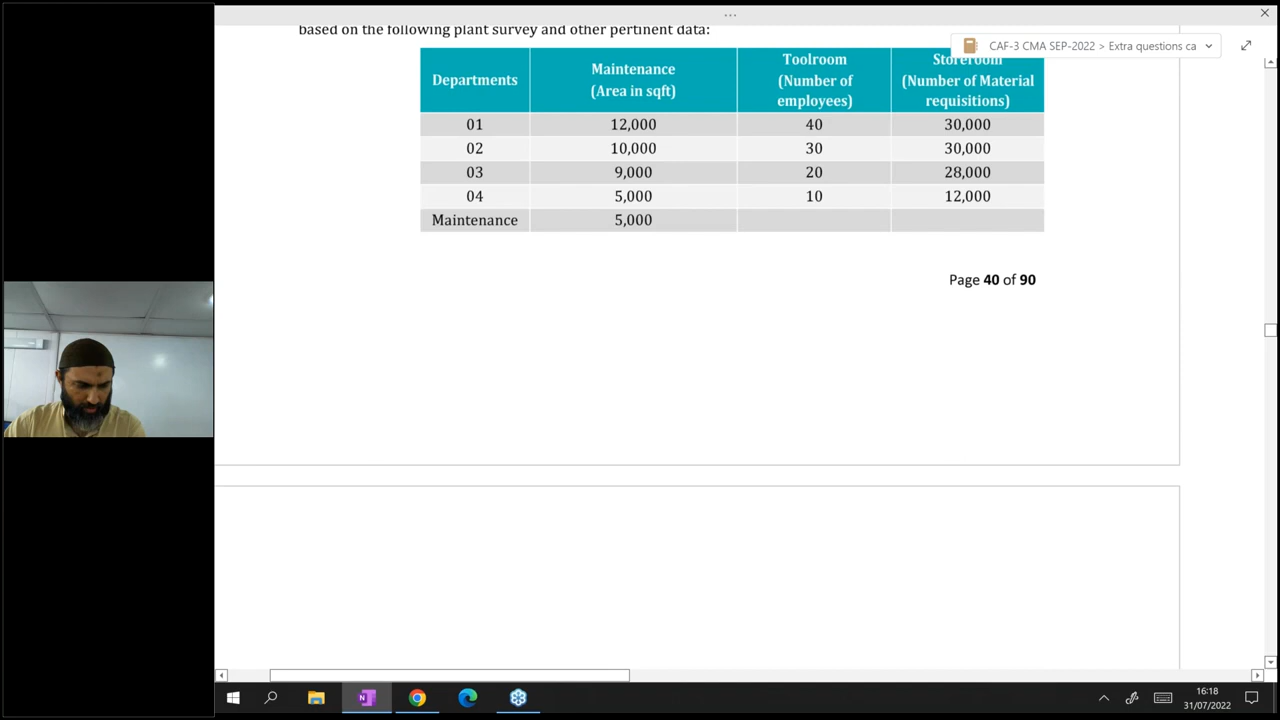 based on the following plant survey and other pertinent data:
CAF-3 CMA SEP-2022 > Extra questions ca
Departments Maintenance (Area in sqft) Toolroom (Number of employees) Storeroom (Number of Material requisitions)
01 12,000 40 30,000
02 10,000 30 30,000
03 9,000 20 28,000
04 5,000 10 12,000
Maintenance 5,000
Page 40 of 90
16:18
31/07/2022